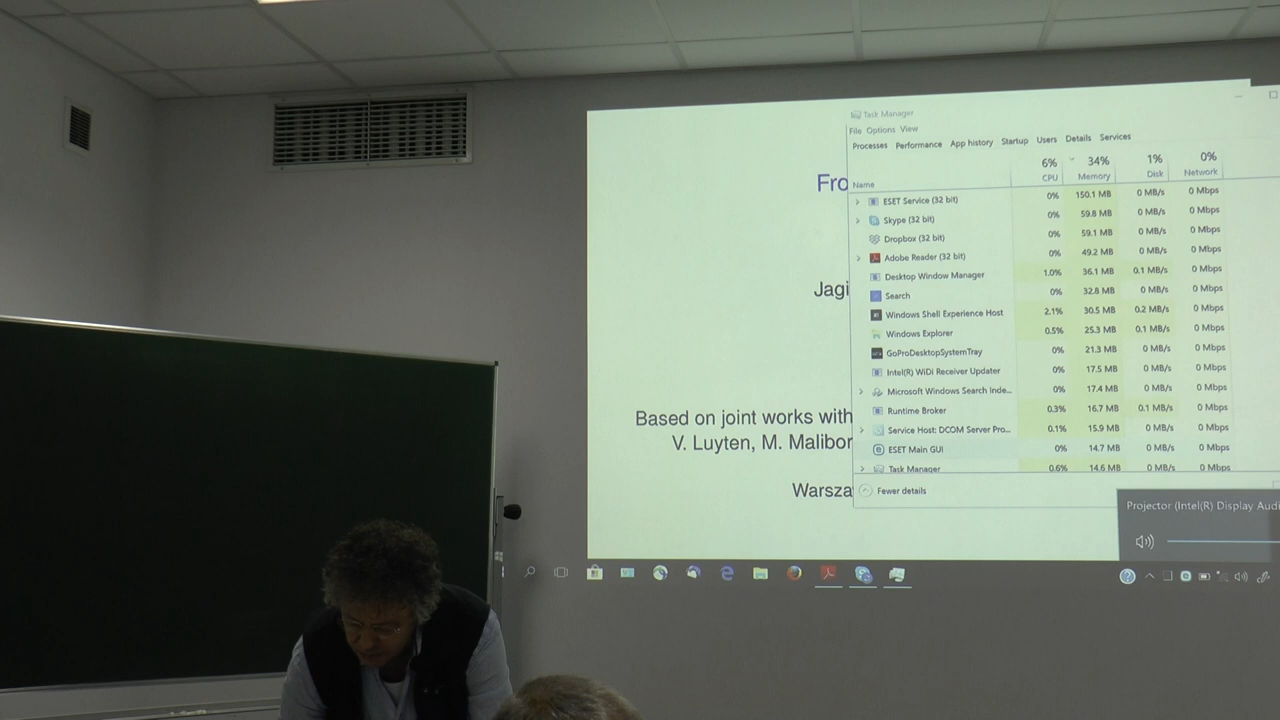 Task Manager
File Options View
Processes Performance App history Startup Users Details Services
6% 34% 1% 0%
Name CPU Memory Disk Network
ESET Service (32 bit) 0% 150.1 MB 0 MB/s 0 Mbps
Skype (32 bit) 0% 59.8 MB 0 MB/s 0 Mbps
Dropbox (32 bit) 0% 59.1 MB 0 MB/s 0 Mbps
Adobe Reader (32 bit) 0% 49.2 MB 0 MB/s 0 Mbps
Desktop Window Manager 1.0% 36.1 MB 0.1 MB/s 0 Mbps
Search 0% 32.8 MB 0 MB/s 0 Mbps
Windows Shell Experience Host 2.1% 30.5 MB 0.2 MB/s 0 Mbps
Windows Explorer 0.5% 25.3 MB 0.1 MB/s 0 Mbps
GoProDesktopSystemTray 0% 21.3 MB 0 MB/s 0 Mbps
Intel(R) WiDi Receiver Updater 0% 17.5 MB 0 MB/s 0 Mbps
Microsoft Windows Search Inde... 0% 17.4 MB 0 MB/s 0 Mbps
Runtime Broker 0.3% 16.7 MB 0.1 MB/s 0 Mbps
Service Host: DCOM Server Pro... 0.1% 15.9 MB 0 MB/s 0 Mbps
ESET Main GUI 0% 14.7 MB 0 MB/s 0 Mbps
Task Manager 0.6% 14.6 MB 0 MB/s 0 Mbps
Fewer details
Fro
Jagi
Based on joint works with
V. Luyten, M. Malibor
Warsza
Projector (Intel(R) Display Audi